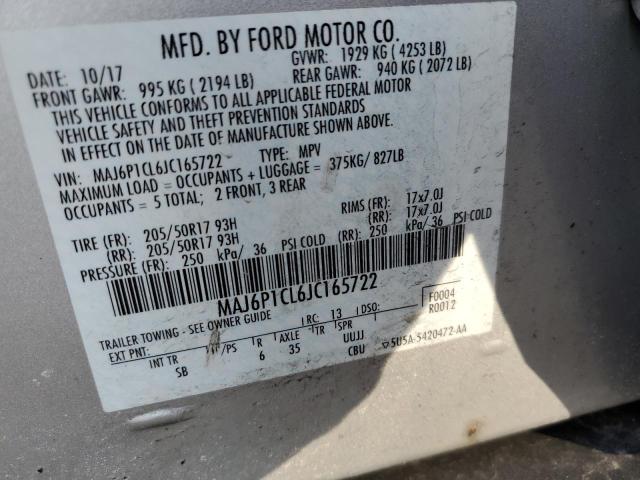 MFD. BY FORD MOTOR CO.
DATE: 10/17 GVWR: 1929 KG ( 4253 LB)
FRONT GAWR: 995 KG ( 2194 LB) REAR GAWR: 940 KG ( 2072 LB)
THIS VEHICLE CONFORMS TO ALL APPLICABLE FEDERAL MOTOR
VEHICLE SAFETY AND THEFT PREVENTION STANDARDS
IN EFFECT ON THE DATE OF MANUFACTURE SHOWN ABOVE.
VIN: MAJ6P1CL6JC165722 TYPE: MPV
MAXIMUM LOAD = OCCUPANTS + LUGGAGE = 375KG/ 827LB
OCCUPANTS = 5 TOTAL; 2 FRONT, 3 REAR
TIRE (FR): 205/50R17 93H RIMS (FR): 17x7.0J
(RR): 205/50R17 93H (RR): 17x7.0J
PRESSURE (FR): 250 kPa/ 36 PSI COLD (RR): 250 kPa/36 PSI COLD
MAJ6P1CL6JC165722
TRAILER TOWING - SEE OWNER GUIDE RC: 13 DSO: F0004
EXT PNT: R0012
INT TR TP/PS R AXLE TR SPR
SB 6 35 UUJJ
CBU 5U5A-5420472-AA